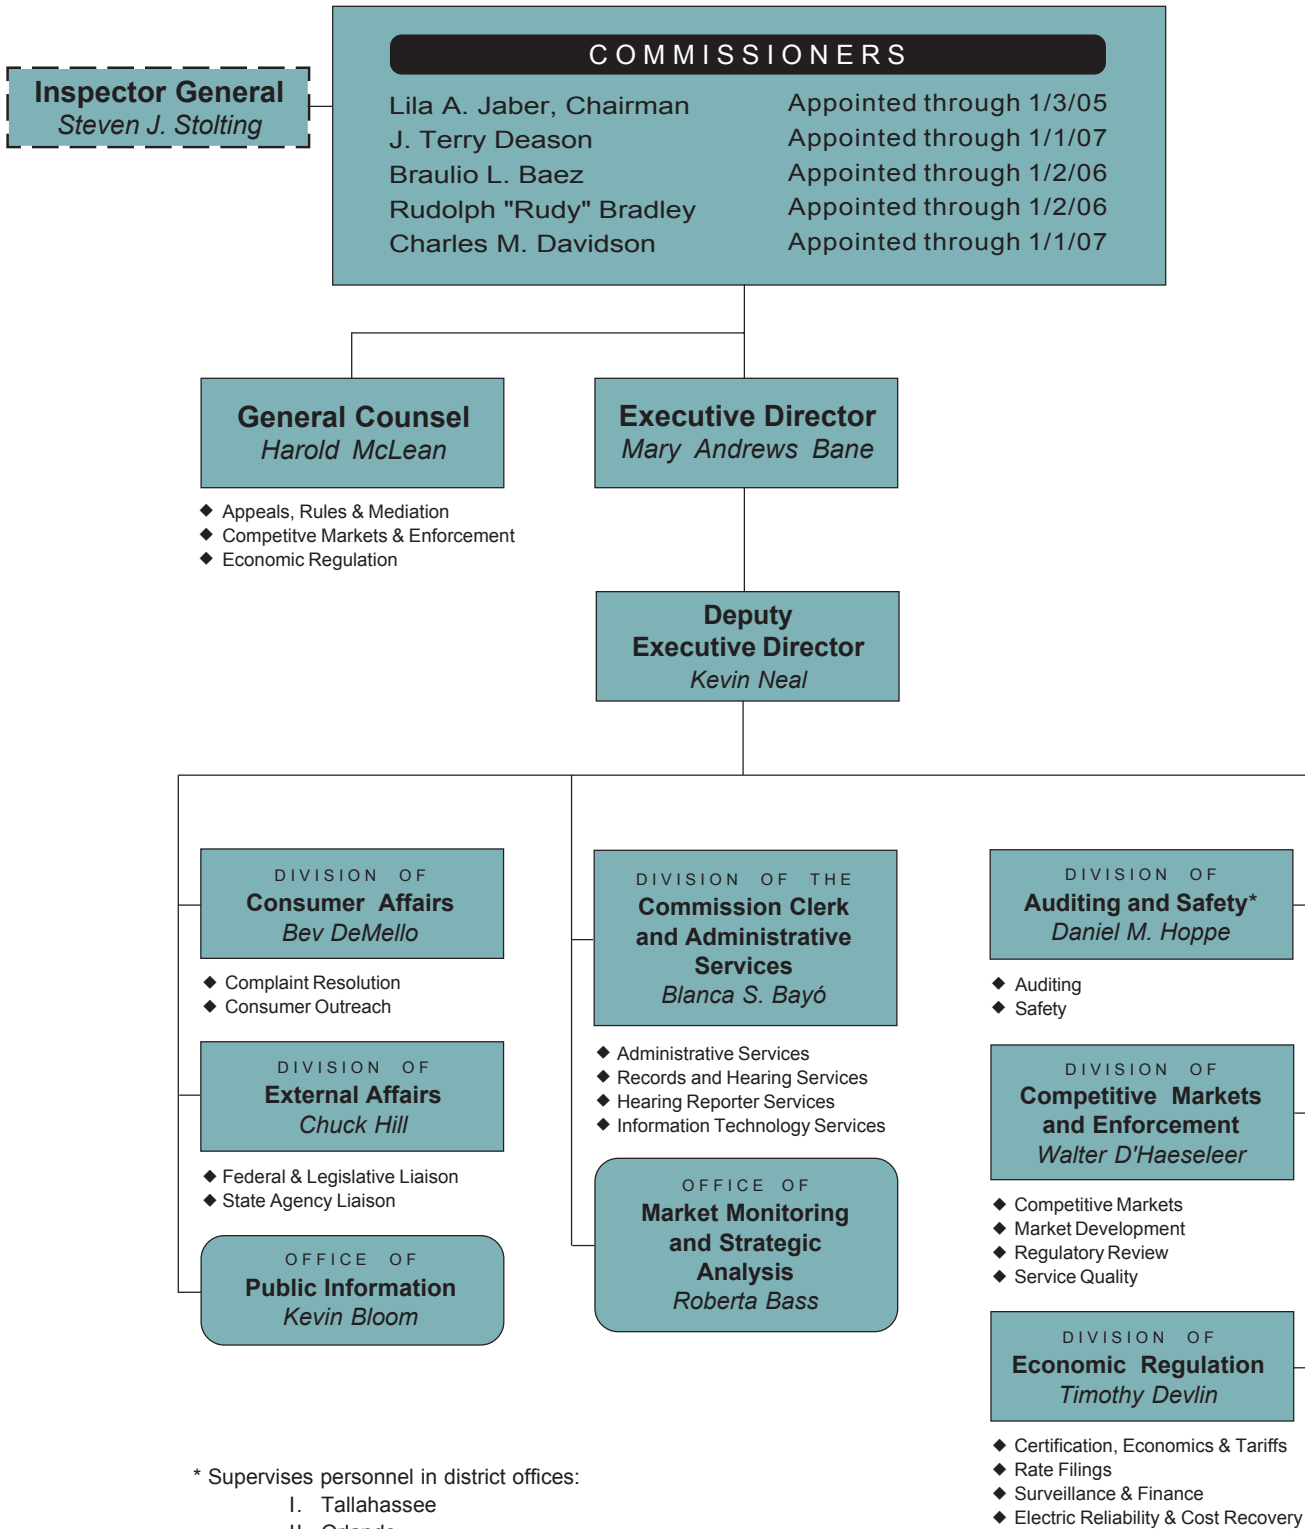 COMMISSIONERS
Inspector General
Steven J. Stolting
Lila A. Jaber, Chairman Appointed through 1/3/05
J. Terry Deason Appointed through 1/1/07
Braulio L. Baez Appointed through 1/2/06
Rudolph "Rudy" Bradley Appointed through 1/2/06
Charles M. Davidson Appointed through 1/1/07
General Counsel
Harold McLean
◆ Appeals, Rules & Mediation
◆ Competitve Markets & Enforcement
◆ Economic Regulation
Executive Director
Mary Andrews Bane
Deputy
Executive Director
Kevin Neal
DIVISION OF
Consumer Affairs
Bev DeMello
◆ Complaint Resolution
◆ Consumer Outreach
DIVISION OF
External Affairs
Chuck Hill
◆ Federal & Legislative Liaison
◆ State Agency Liaison
OFFICE OF
Public Information
Kevin Bloom
DIVISION OF THE
Commission Clerk
and Administrative
Services
Blanca S. Bayó
◆ Administrative Services
◆ Records and Hearing Services
◆ Hearing Reporter Services
◆ Information Technology Services
OFFICE OF
Market Monitoring
and Strategic
Analysis
Roberta Bass
DIVISION OF
Auditing and Safety*
Daniel M. Hoppe
◆ Auditing
◆ Safety
DIVISION OF
Competitive Markets
and Enforcement
Walter D'Haeseleer
◆ Competitive Markets
◆ Market Development
◆ Regulatory Review
◆ Service Quality
DIVISION OF
Economic Regulation
Timothy Devlin
◆ Certification, Economics & Tariffs
◆ Rate Filings
◆ Surveillance & Finance
◆ Electric Reliability & Cost Recovery
* Supervises personnel in district offices:
I. Tallahassee
II. Orlando